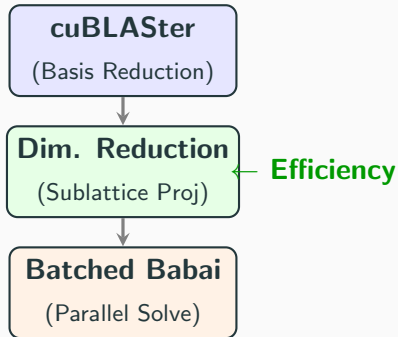 cuBLASter
(Basis Reduction)
Dim. Reduction
(Sublattice Proj)
← Efficiency
Batched Babai
(Parallel Solve)